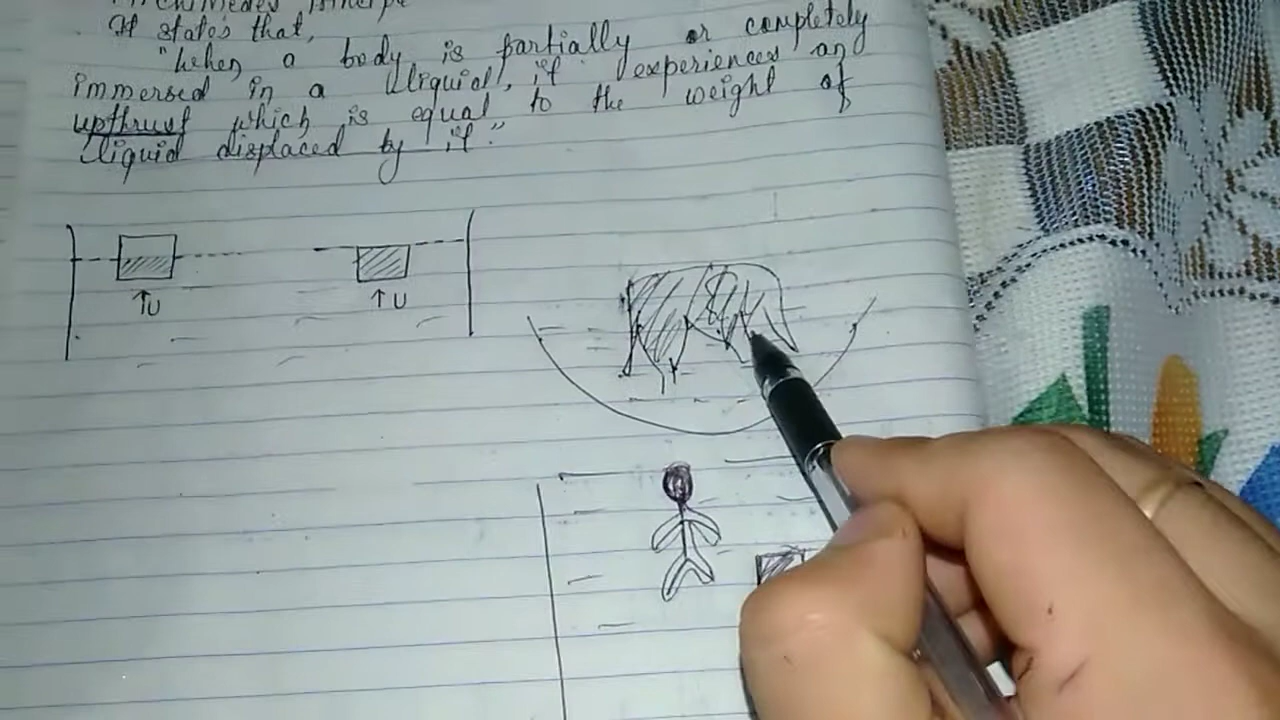 It states that,
"When a body is partially or completely
immersed in a liquid, it experiences an
upthrust which is equal to the weight of
liquid displaced by it."
↑U ↑U